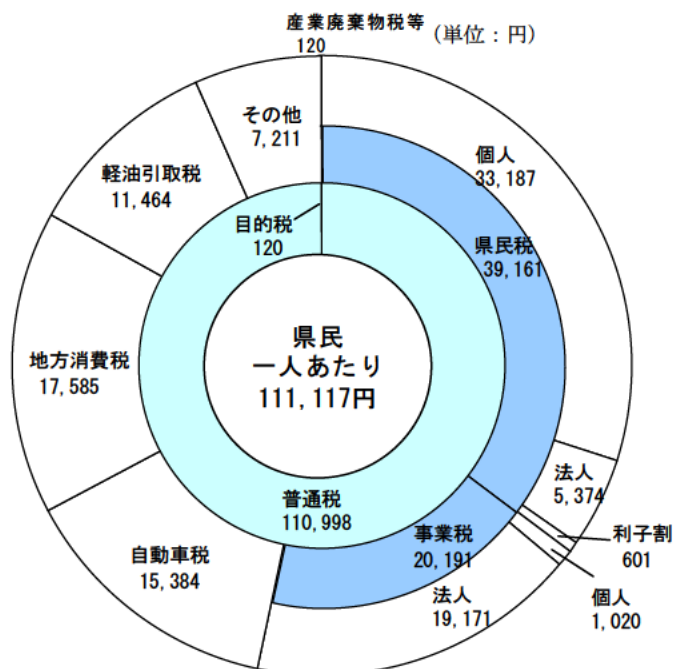 産業廃棄物税等
120
(単位：円)
その他
7,211
個人
33,187
軽油引取税
11,464
目的税
120
県民税
39,161
県民
一人あたり
111,117円
地方消費税
17,585
法人
5,374
普通税
110,998
事業税
20,191
利子割
601
自動車税
15,384
法人
19,171
個人
1,020